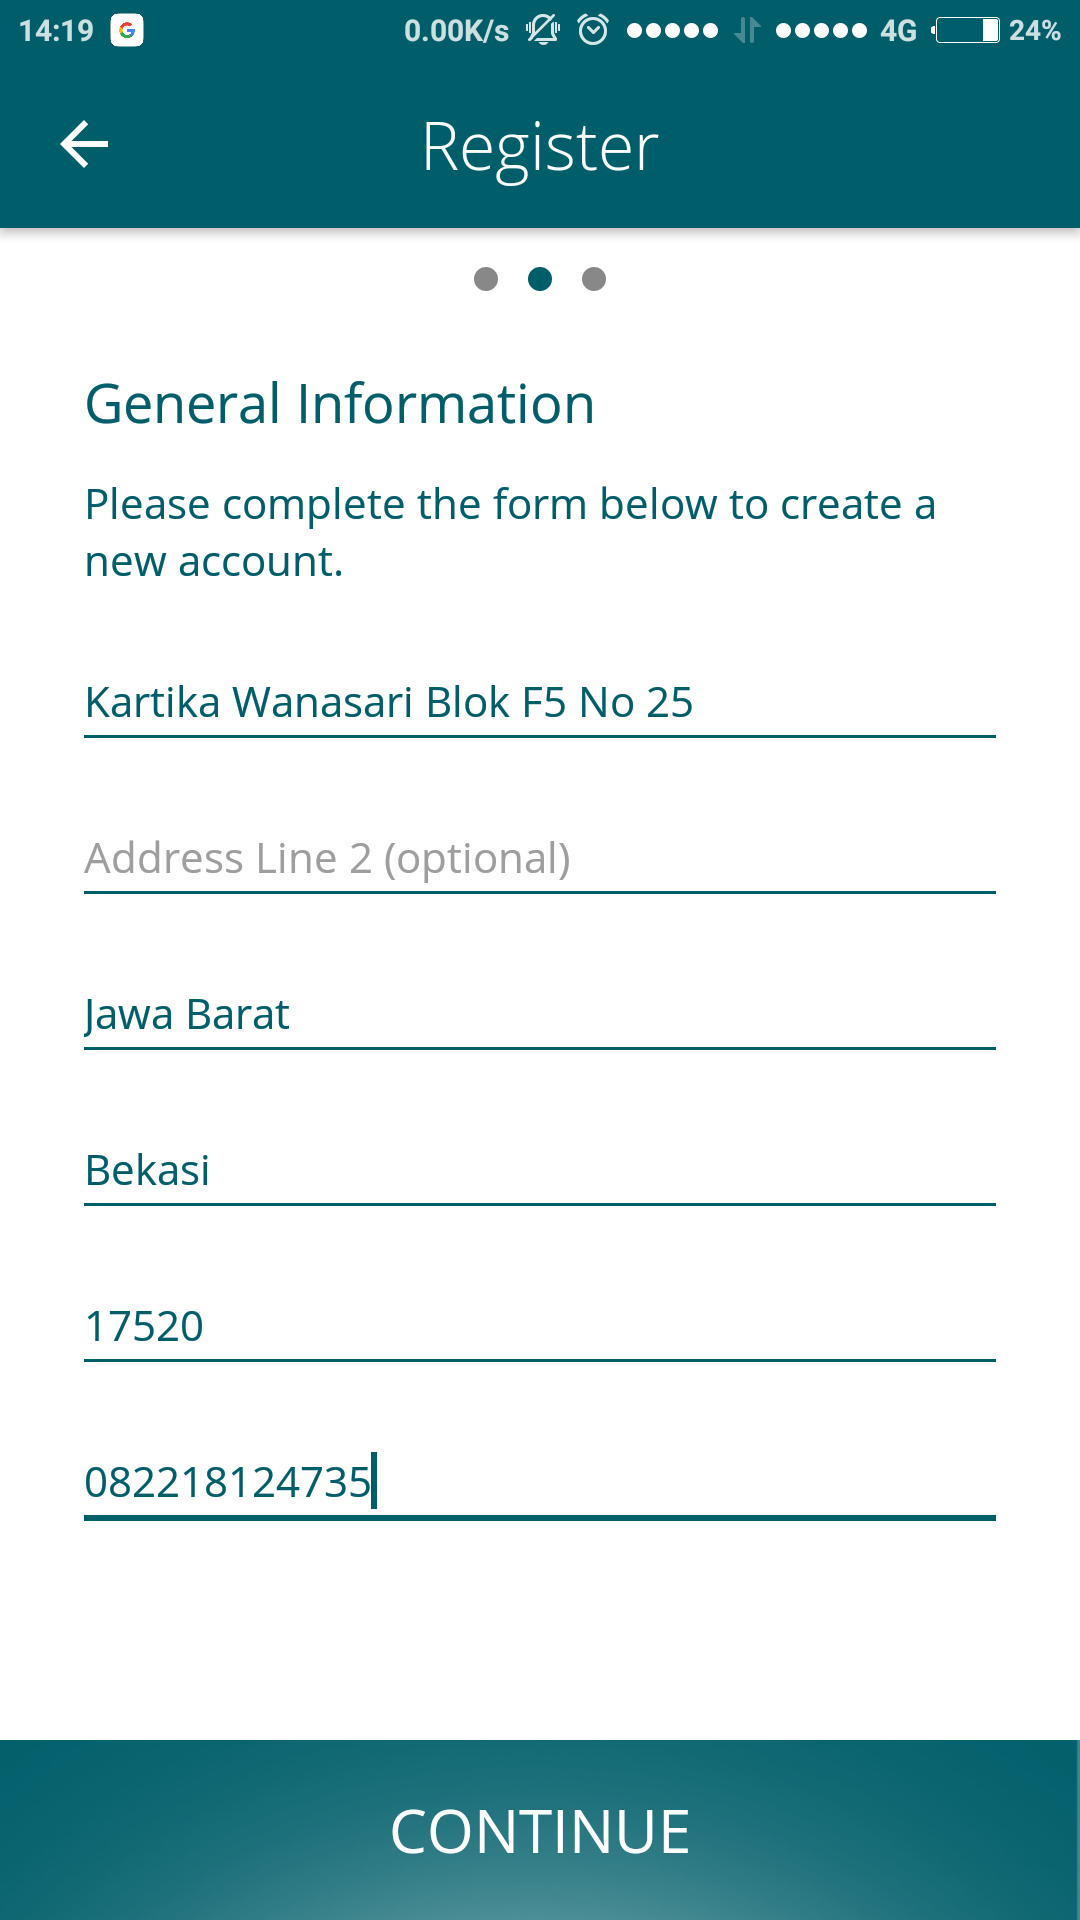 14:19 G 0.00K/s 4G 24%
Register
General Information
Please complete the form below to create a
new account.
Kartika Wanasari Blok F5 No 25
Address Line 2 (optional)
Jawa Barat
Bekasi
17520
082218124735
CONTINUE